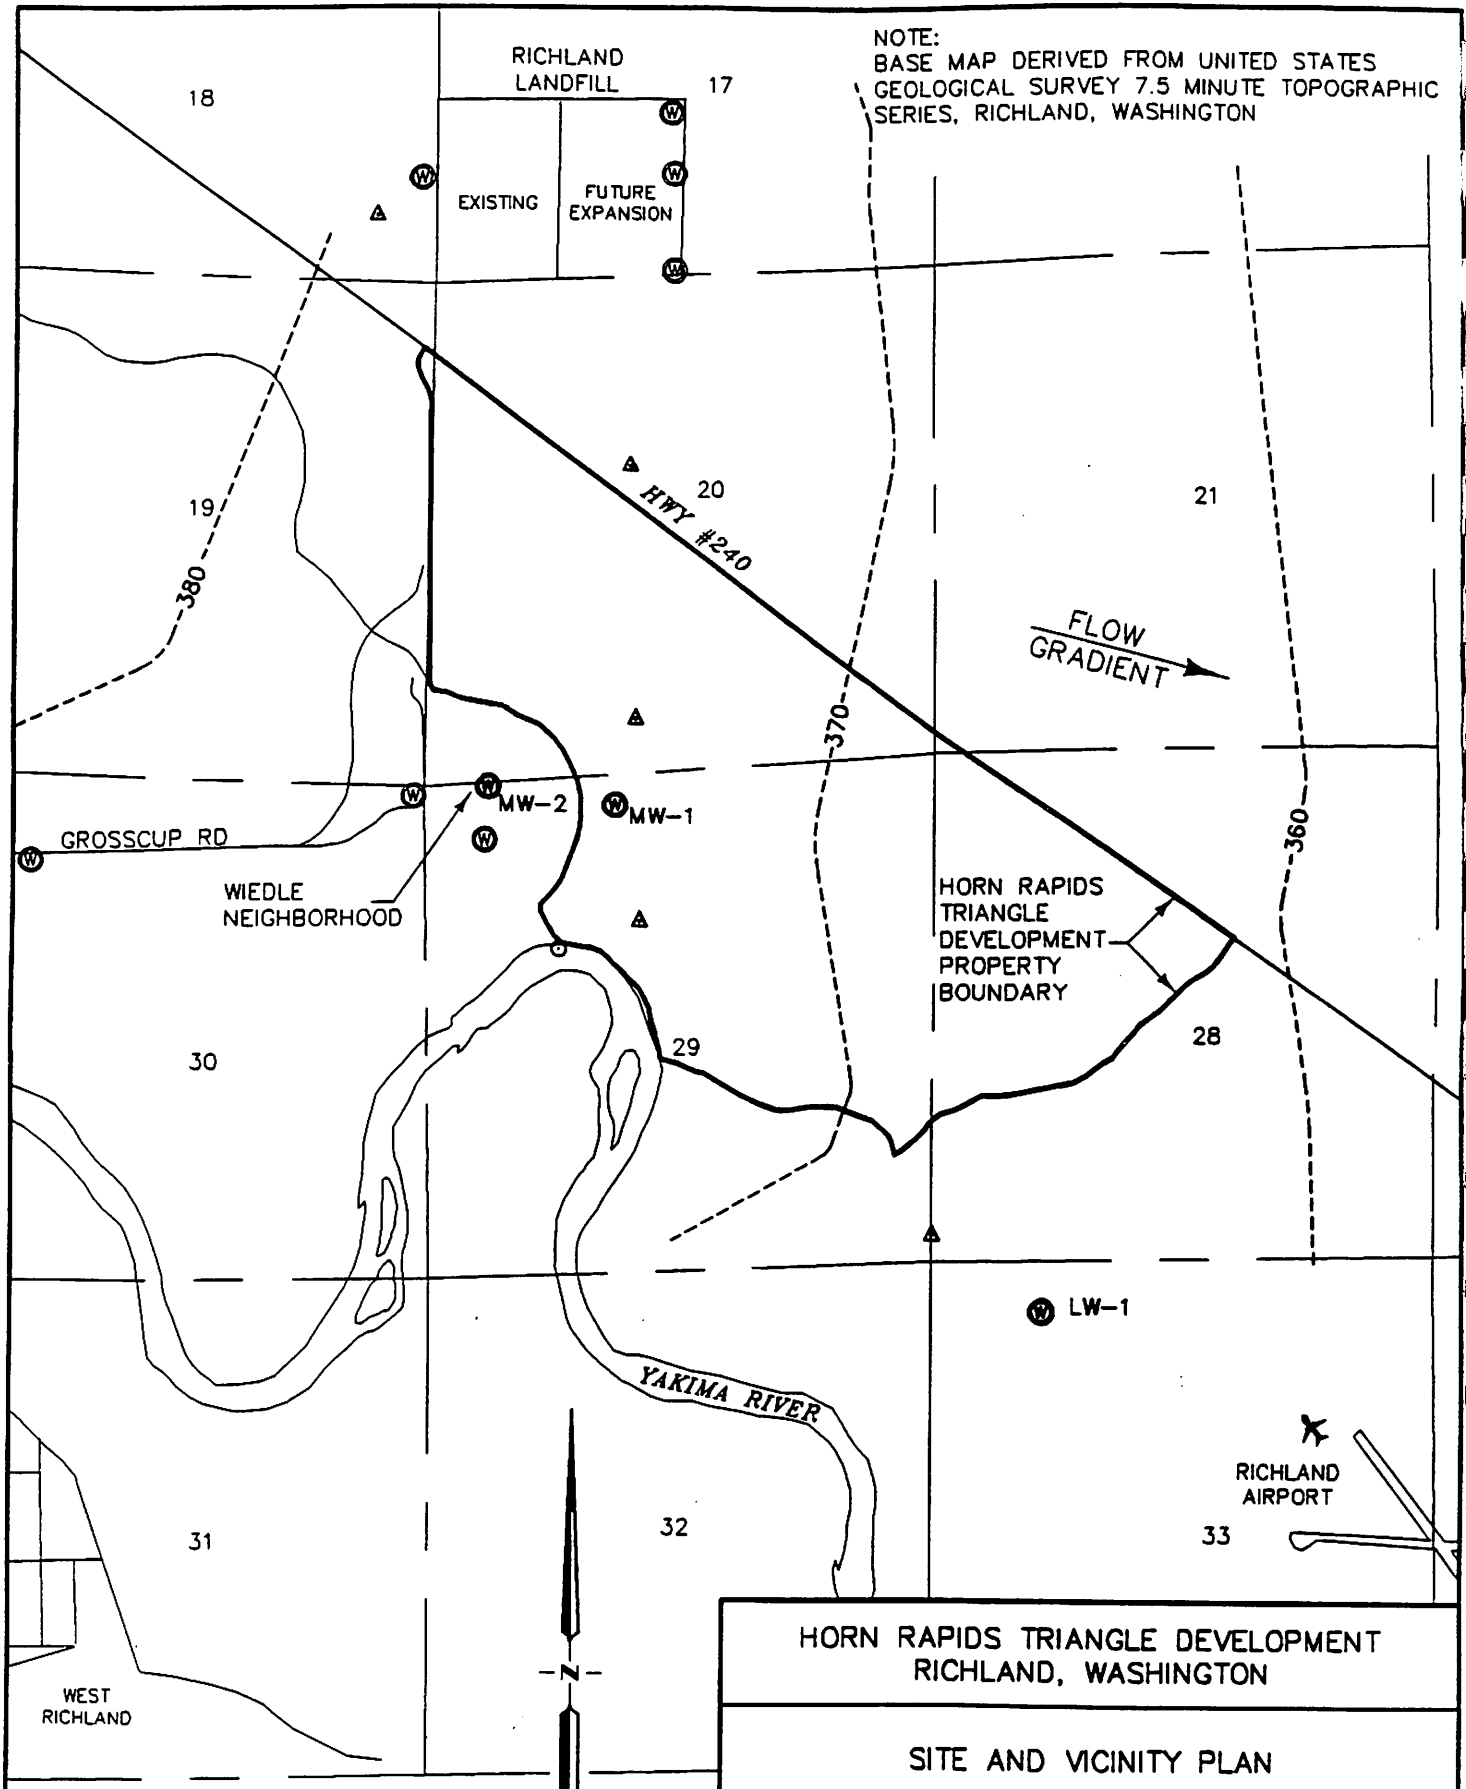 NOTE:
BASE MAP DERIVED FROM UNITED STATES
GEOLOGICAL SURVEY 7.5 MINUTE TOPOGRAPHIC
SERIES, RICHLAND, WASHINGTON
RICHLAND
LANDFILL
18
17
W
W
W
W
EXISTING
FUTURE
EXPANSION
19
20
21
HWY #240
380
FLOW
GRADIENT
370
360
W
W
MW-2
W
MW-1
W
GROSSCUP RD
W
WIEDLE
NEIGHBORHOOD
HORN RAPIDS
TRIANGLE
DEVELOPMENT
PROPERTY
BOUNDARY
30
29
28
W
LW-1
YAKIMA RIVER
RICHLAND
AIRPORT
31
32
33
N
WEST
RICHLAND
HORN RAPIDS TRIANGLE DEVELOPMENT
RICHLAND, WASHINGTON
SITE AND VICINITY PLAN